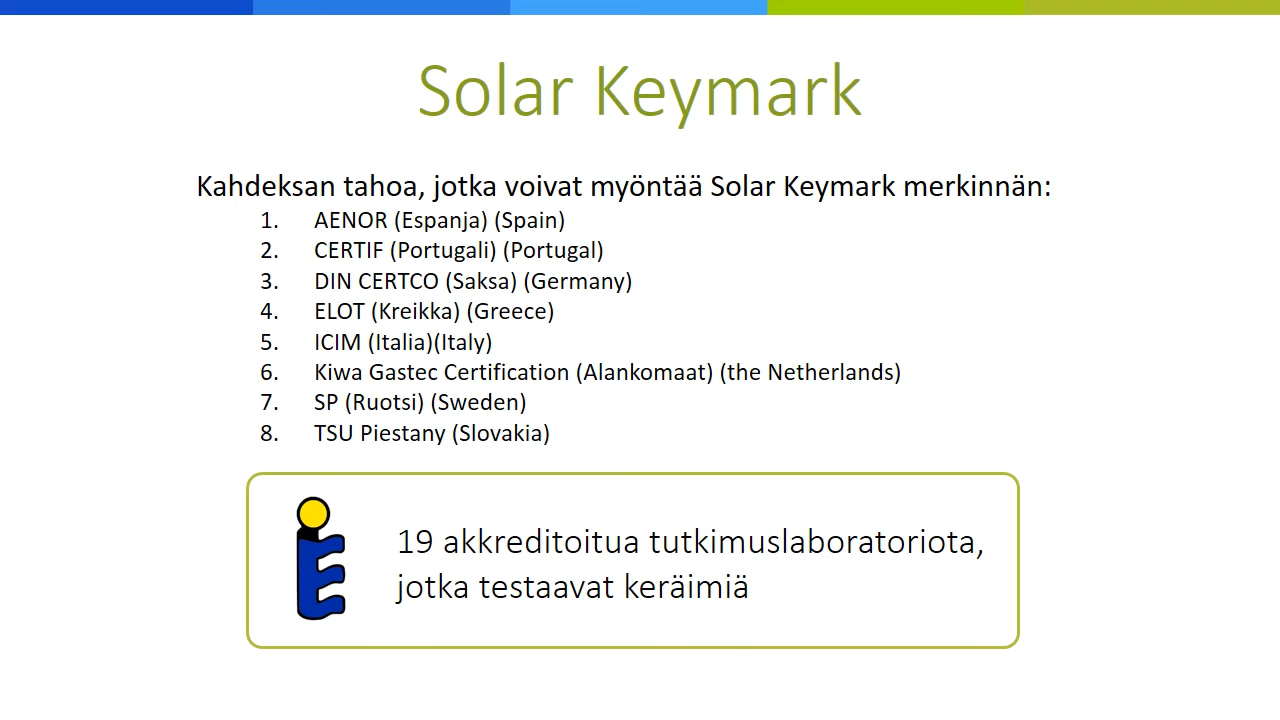 Solar Keymark
Kahdeksan tahoa, jotka voivat myöntää Solar Keymark merkinnän:
1. AENOR (Espanja) (Spain)
2. CERTIF (Portugali) (Portugal)
3. DIN CERTCO (Saksa) (Germany)
4. ELOT (Kreikka) (Greece)
5. ICIM (Italia)(Italy)
6. Kiwa Gastec Certification (Alankomaat) (the Netherlands)
7. SP (Ruotsi) (Sweden)
8. TSU Piestany (Slovakia)
19 akkreditoitua tutkimuslaboratoriota,
jotka testaavat keräimiä